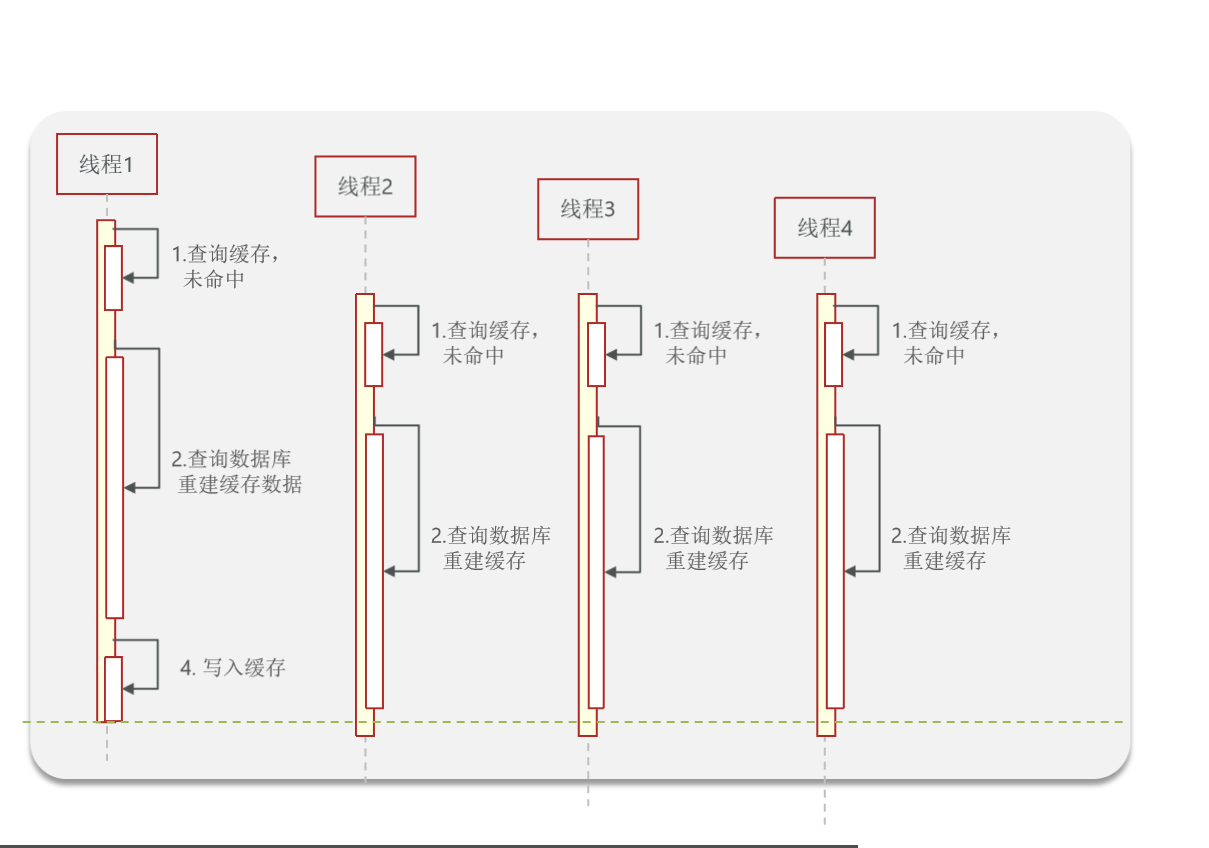 线程1
线程2
线程3
线程4
1.查询缓存，
未命中
1.查询缓存，
未命中
1.查询缓存，
未命中
1.查询缓存，
未命中
2.查询数据库
重建缓存数据
2.查询数据库
重建缓存
2.查询数据库
重建缓存
2.查询数据库
重建缓存
4. 写入缓存